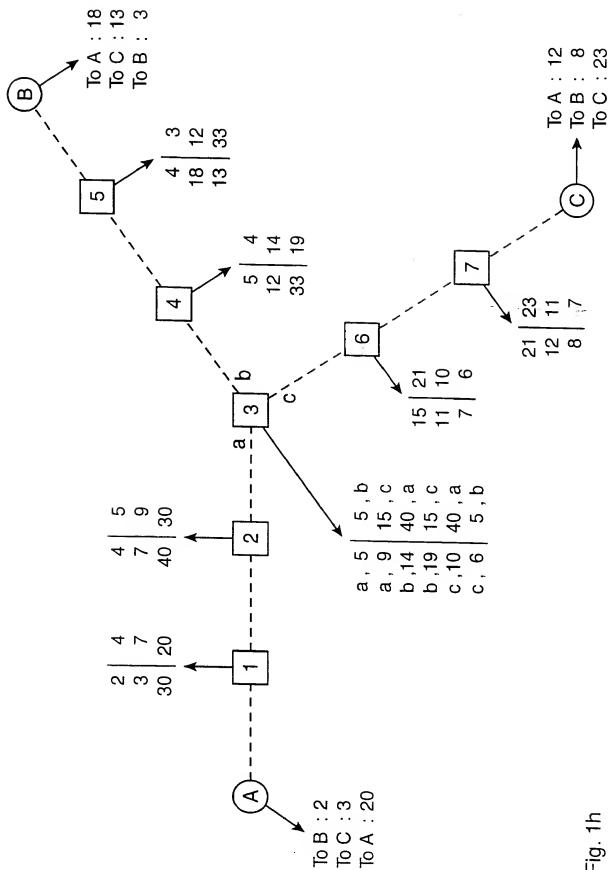 B
To A : 18
To C : 13
To B : 3
5
4 3
18 12
13 33
4
5 4
12 14
33 19
b
3
a
c
6
15 21
11 10
7 6
7
21 23
12 11
8 7
C
To A : 12
To B : 8
To C : 23
2
4 5
7 9
40 30
1
2 4
3 7
30 20
A
To B : 2
To C : 3
To A : 20
a , 5 5 , b
a , 9 15 , c
b ,14 40 , a
b ,19 15 , c
c ,10 40 , a
c , 6 5 , b
Fig. 1h